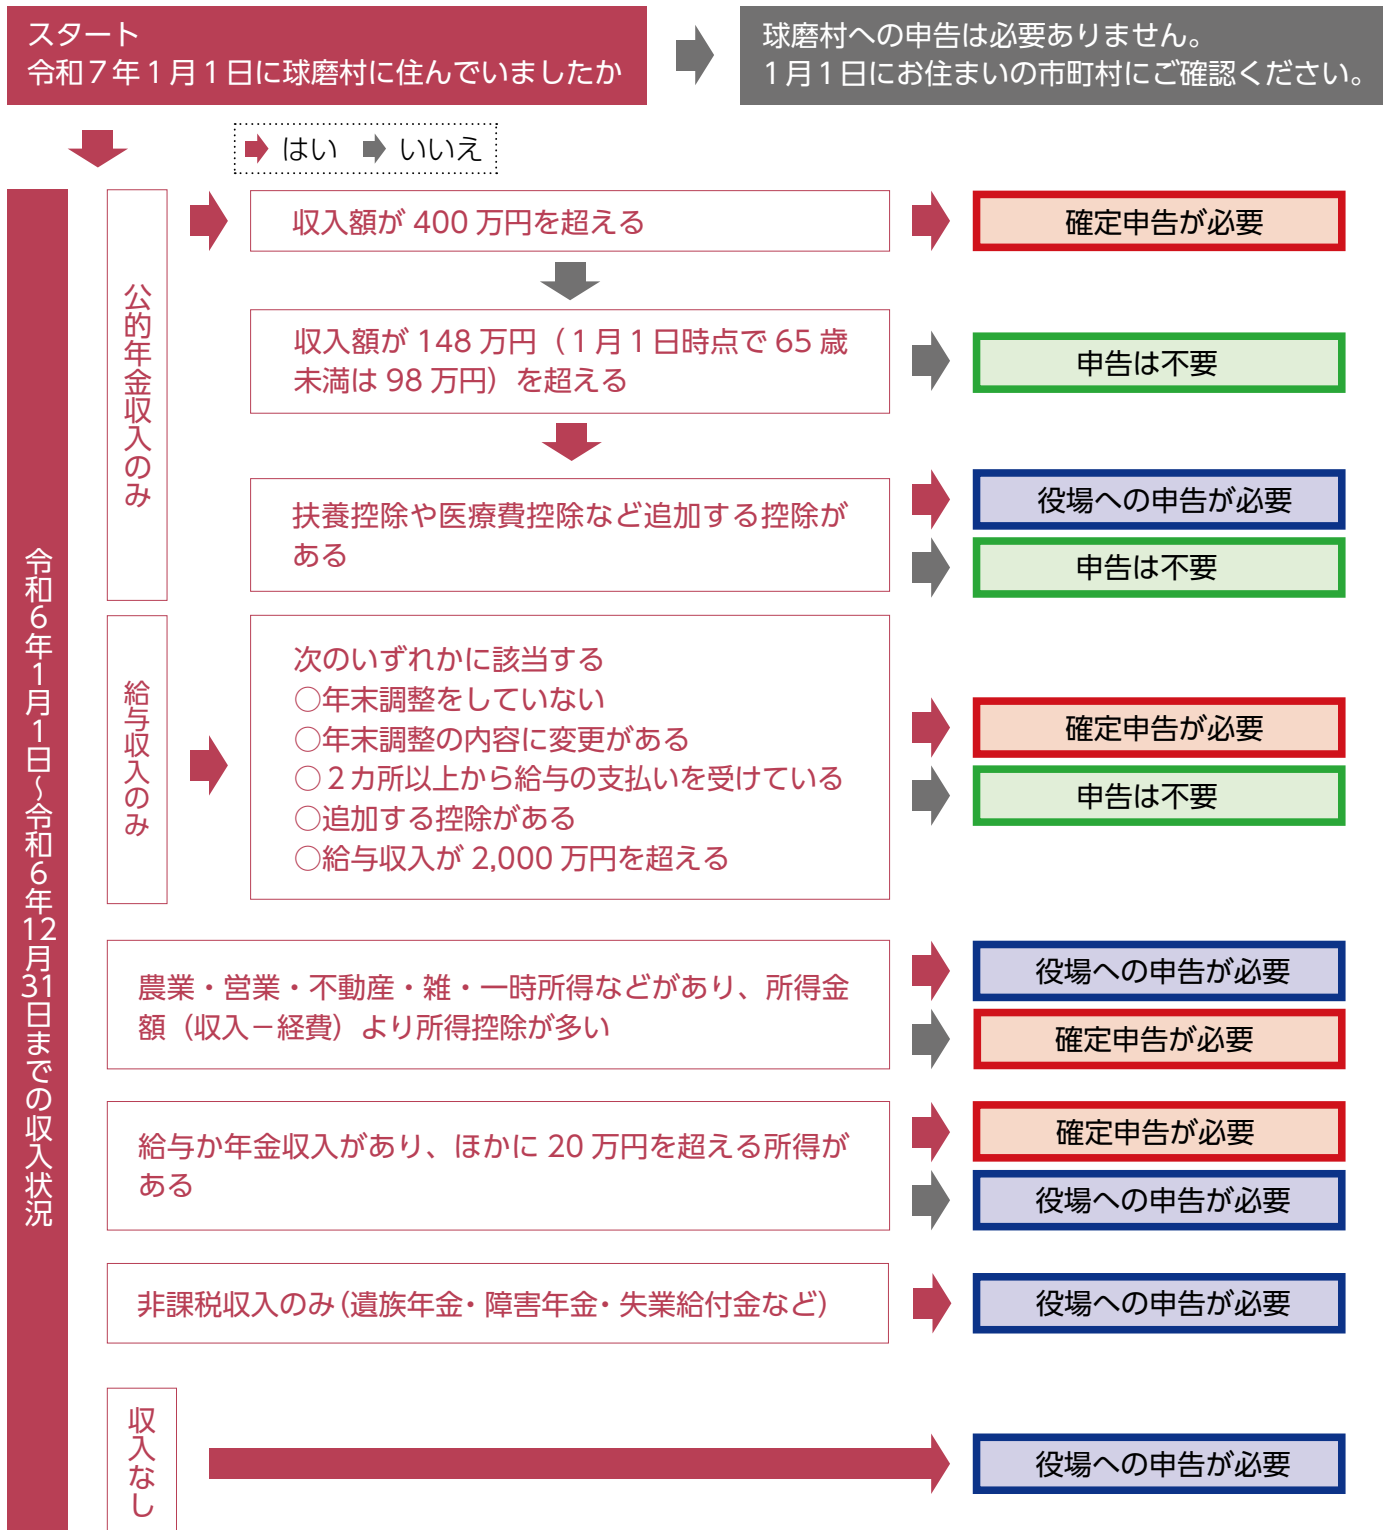 スタート
令和７年１月１日に球磨村に住んでいましたか
球磨村への申告は必要ありません。
１月１日にお住まいの市町村にご確認ください。
はい
いいえ
令和６年１月１日～令和６年12月31日までの収入状況
公的年金収入のみ
収入額が 400 万円を超える
確定申告が必要
収入額が 148 万円（１月１日時点で 65 歳
未満は 98 万円）を超える
申告は不要
扶養控除や医療費控除など追加する控除が
ある
役場への申告が必要
申告は不要
給与収入のみ
次のいずれかに該当する
○年末調整をしていない
○年末調整の内容に変更がある
○２カ所以上から給与の支払いを受けている
○追加する控除がある
○給与収入が 2,000 万円を超える
確定申告が必要
申告は不要
農業・営業・不動産・雑・一時所得などがあり、所得金
額（収入－経費）より所得控除が多い
役場への申告が必要
確定申告が必要
給与か年金収入があり、ほかに 20 万円を超える所得が
ある
確定申告が必要
役場への申告が必要
非課税収入のみ（遺族年金・障害年金・失業給付金など）
役場への申告が必要
収入なし
役場への申告が必要